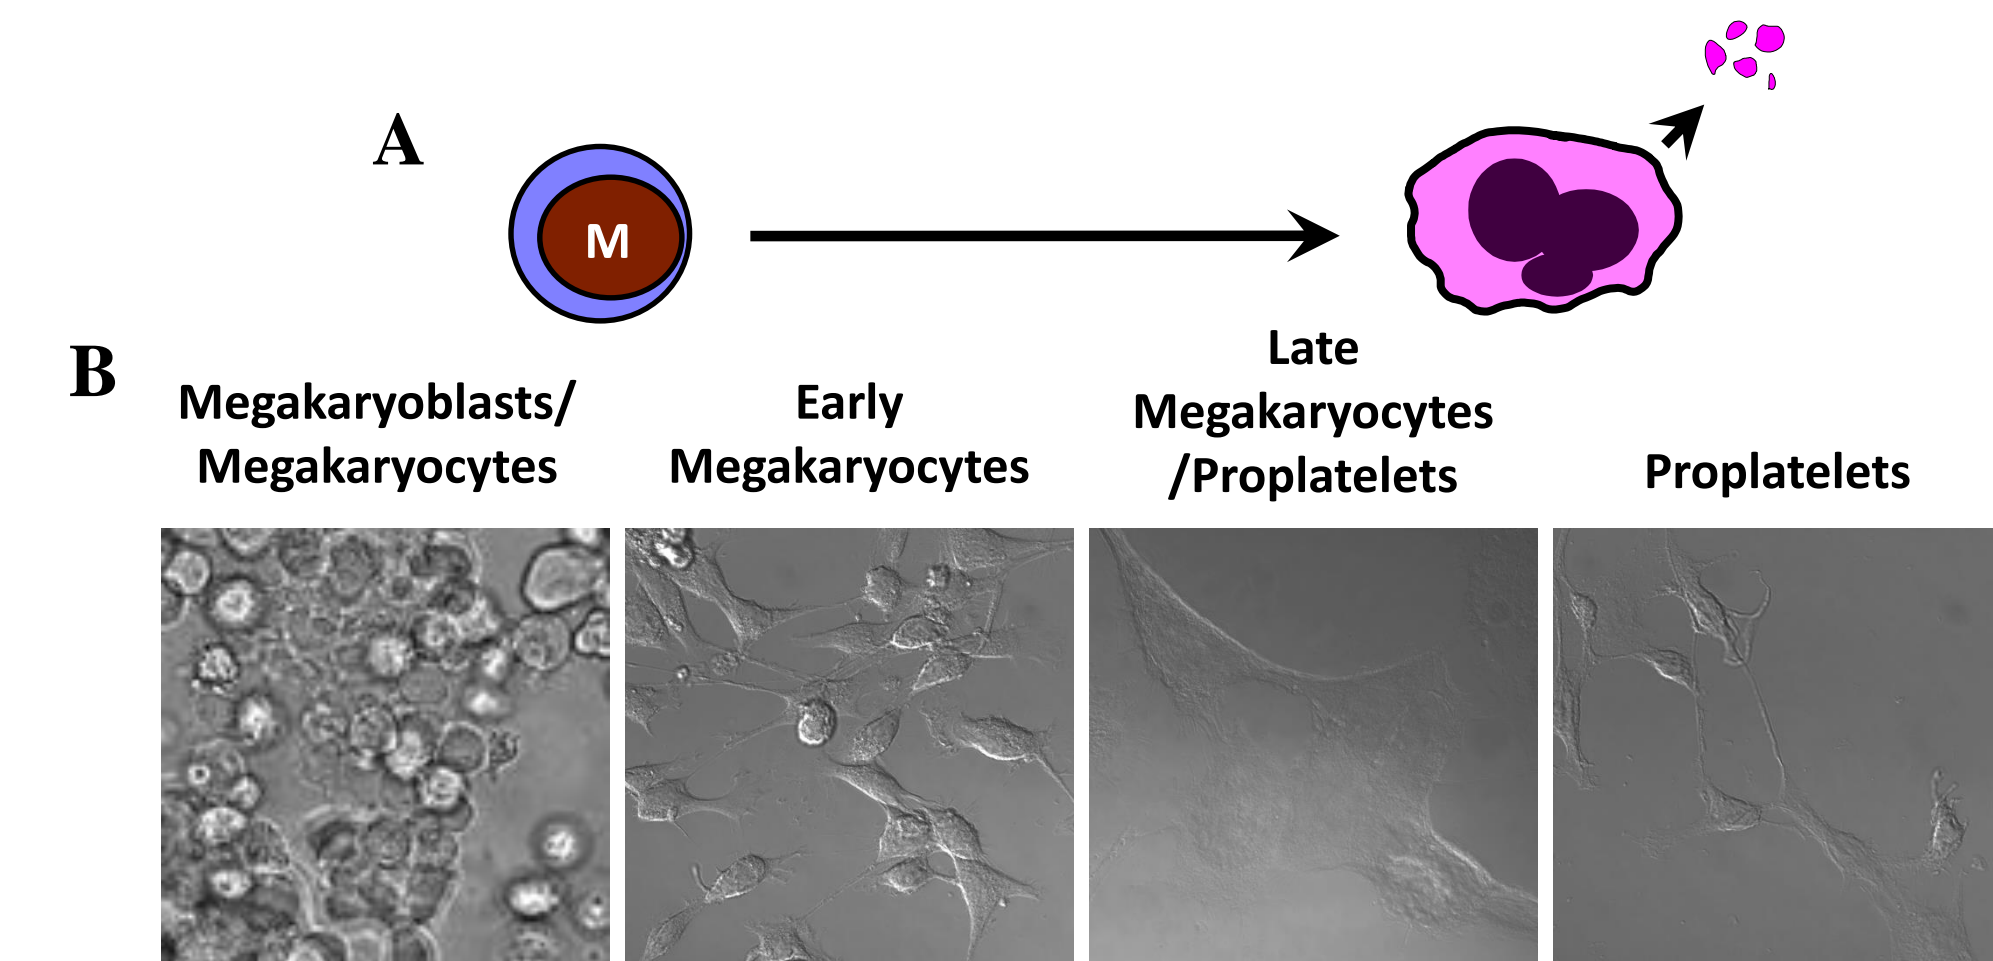 A
M
B
Megakaryoblasts/
Megakaryocytes
Early
Megakaryocytes
Late
Megakaryocytes
/Proplatelets
Proplatelets